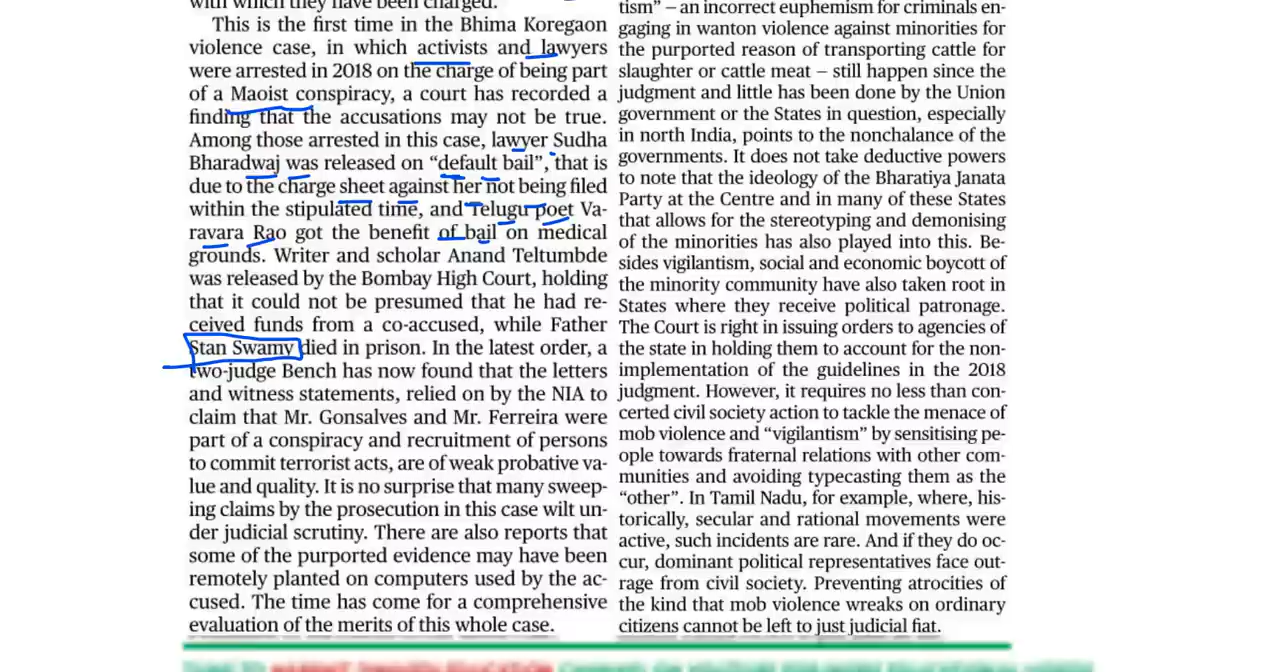 with which they have been charged.
This is the first time in the Bhima Koregaon
violence case, in which activists and lawyers
were arrested in 2018 on the charge of being part
of a Maoist conspiracy, a court has recorded a
finding that the accusations may not be true.
Among those arrested in this case, lawyer Sudha
Bharadwaj was released on “default bail”, that is
due to the charge sheet against her not being filed
within the stipulated time, and Telugu poet Va-
ravara Rao got the benefit of bail on medical
grounds. Writer and scholar Anand Teltumbde
was released by the Bombay High Court, holding
that it could not be presumed that he had re-
ceived funds from a co-accused, while Father
Stan Swamy died in prison. In the latest order, a
two-judge Bench has now found that the letters
and witness statements, relied on by the NIA to
claim that Mr. Gonsalves and Mr. Ferreira were
part of a conspiracy and recruitment of persons
to commit terrorist acts, are of weak probative va-
lue and quality. It is no surprise that many sweep-
ing claims by the prosecution in this case wilt un-
der judicial scrutiny. There are also reports that
some of the purported evidence may have been
remotely planted on computers used by the ac-
cused. The time has come for a comprehensive
evaluation of the merits of this whole case.
tism” – an incorrect euphemism for criminals en-
gaging in wanton violence against minorities for
the purported reason of transporting cattle for
slaughter or cattle meat – still happen since the
judgment and little has been done by the Union
government or the States in question, especially
in north India, points to the nonchalance of the
governments. It does not take deductive powers
to note that the ideology of the Bharatiya Janata
Party at the Centre and in many of these States
that allows for the stereotyping and demonising
of the minorities has also played into this. Be-
sides vigilantism, social and economic boycott of
the minority community have also taken root in
States where they receive political patronage.
The Court is right in issuing orders to agencies of
the state in holding them to account for the non-
implementation of the guidelines in the 2018
judgment. However, it requires no less than con-
certed civil society action to tackle the menace of
mob violence and “vigilantism” by sensitising pe-
ople towards fraternal relations with other com-
munities and avoiding typecasting them as the
“other”. In Tamil Nadu, for example, where, his-
torically, secular and rational movements were
active, such incidents are rare. And if they do oc-
cur, dominant political representatives face out-
rage from civil society. Preventing atrocities of
the kind that mob violence wreaks on ordinary
citizens cannot be left to just judicial fiat.